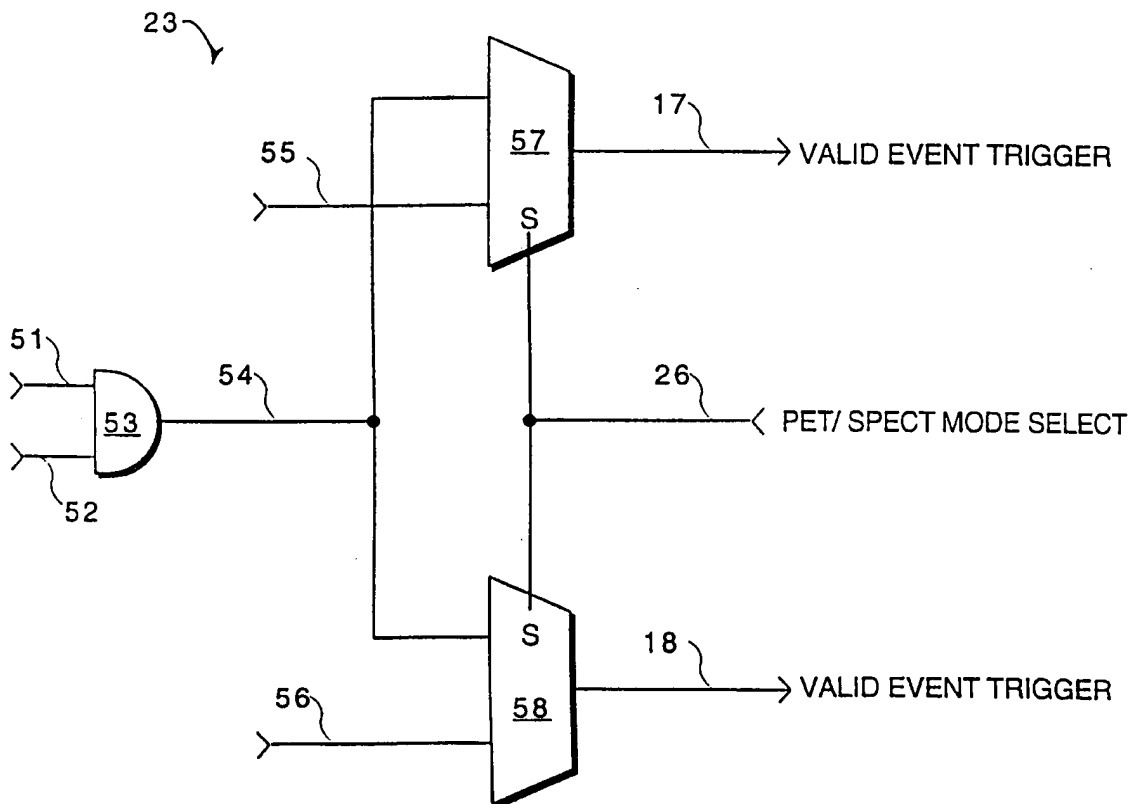 23
57
17
VALID EVENT TRIGGER
55
S
51
54
26
53
PET/ SPECT MODE SELECT
52
S
18
58
VALID EVENT TRIGGER
56